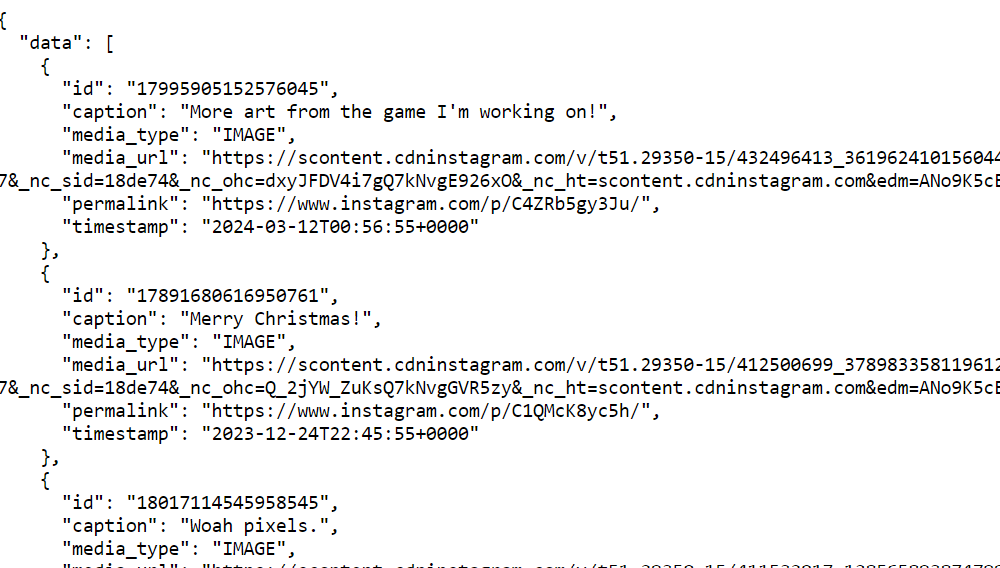 {
"data": [
{
"id": "17995905152576045",
"caption": "More art from the game I'm working on!",
"media_type": "IMAGE",
"media_url": "https://scontent.cdninstagram.com/v/t51.29350-15/432496413_361962410156044
7&_nc_sid=18de74&_nc_ohc=dxyJFDV4i7gQ7kNvgE926xO&_nc_ht=scontent.cdninstagram.com&edm=ANo9K5cE
"permalink": "https://www.instagram.com/p/C4ZRb5gy3Ju/",
"timestamp": "2024-03-12T00:56:55+0000"
},
{
"id": "17891680616950761",
"caption": "Merry Christmas!",
"media_type": "IMAGE",
"media_url": "https://scontent.cdninstagram.com/v/t51.29350-15/412500699_378983358119612
7&_nc_sid=18de74&_nc_ohc=Q_2jYW_ZuKsQ7kNvgGVR5zy&_nc_ht=scontent.cdninstagram.com&edm=ANo9K5cE
"permalink": "https://www.instagram.com/p/C1QMcK8yc5h/",
"timestamp": "2023-12-24T22:45:55+0000"
},
{
"id": "18017114545958545",
"caption": "Woah pixels.",
"media_type": "IMAGE",